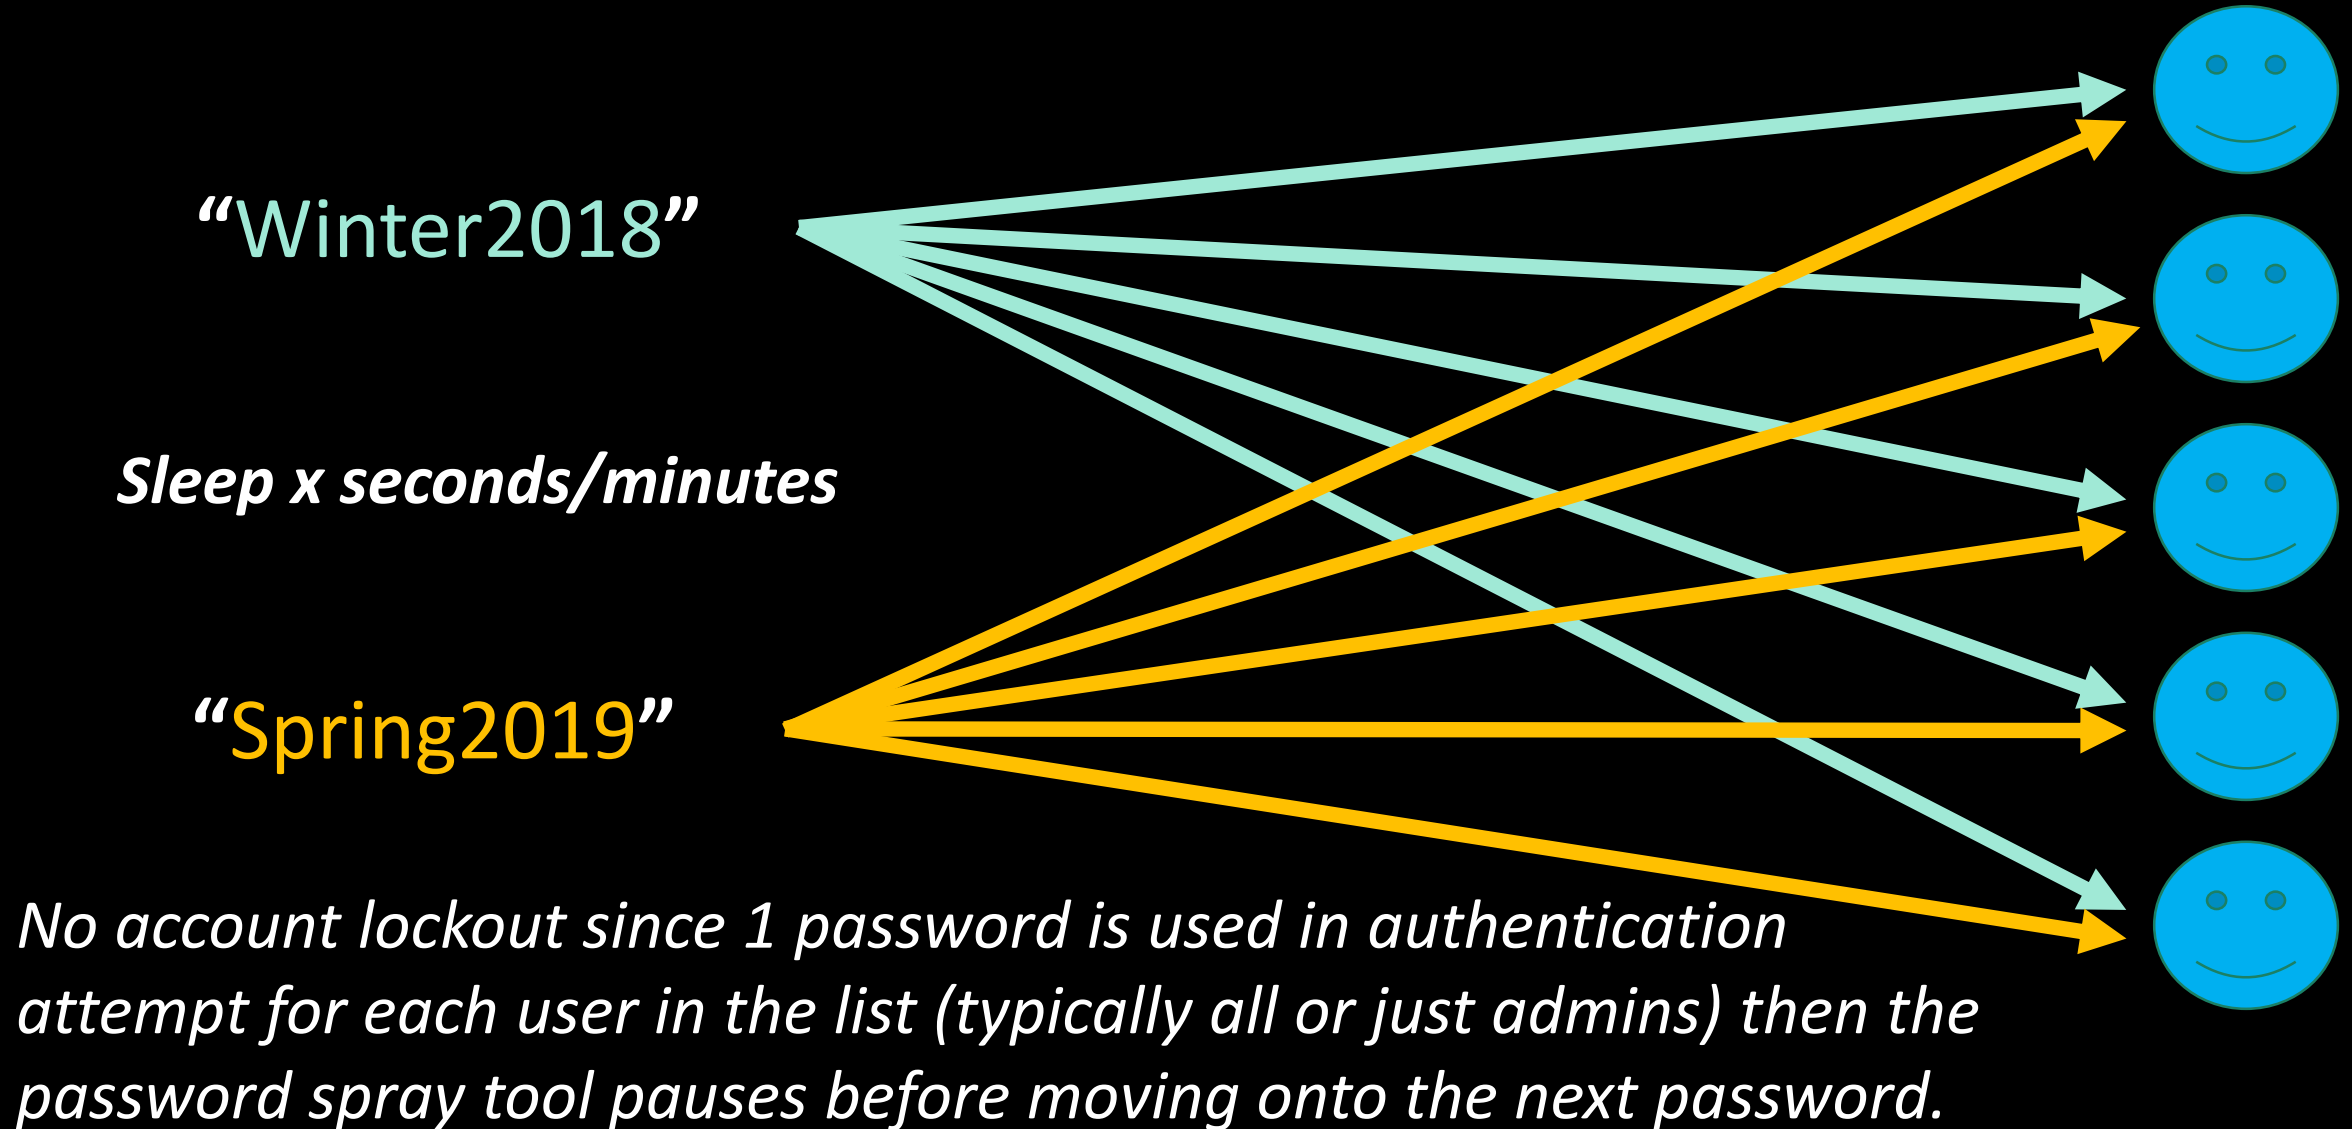 “Winter2018”
Sleep x seconds/minutes
“Spring2019”
No account lockout since 1 password is used in authentication
attempt for each user in the list (typically all or just admins) then the
password spray tool pauses before moving onto the next password.